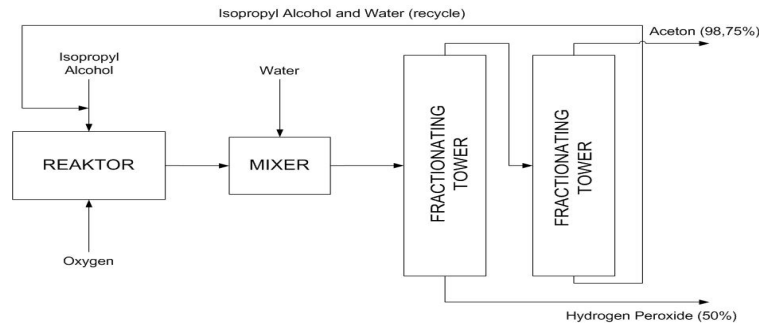 Isopropyl Alcohol and Water (recycle)
Aceton (98,75%)
Isopropyl
Alcohol
Water
REAKTOR
MIXER
FRACTIONATING
TOWER
FRACTIONATING
TOWER
Oxygen
Hydrogen Peroxide (50%)